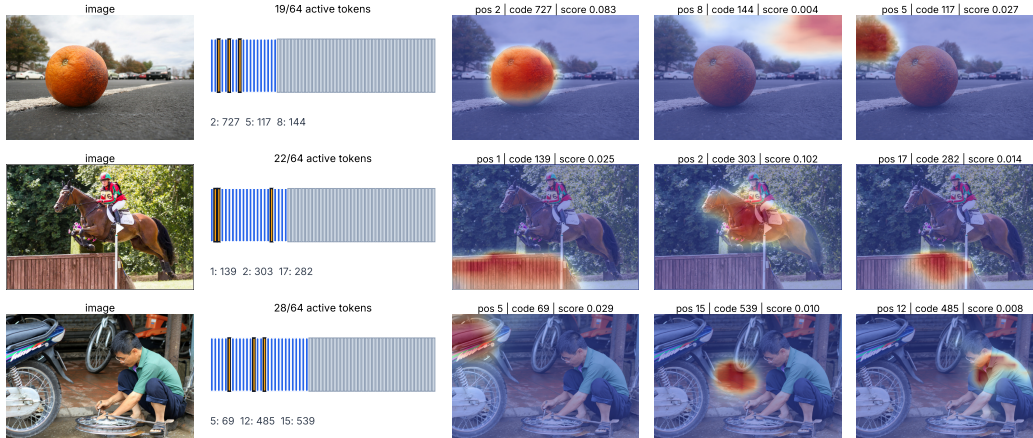 image
19/64 active tokens
pos 2 | code 727 | score 0.083
pos 8 | code 144 | score 0.004
pos 5 | code 117 | score 0.027
2: 727 5: 117 8: 144
image
22/64 active tokens
pos 1 | code 139 | score 0.025
pos 2 | code 303 | score 0.102
pos 17 | code 282 | score 0.014
1: 139 2: 303 17: 282
image
28/64 active tokens
pos 5 | code 69 | score 0.029
pos 15 | code 539 | score 0.010
pos 12 | code 485 | score 0.008
5: 69 12: 485 15: 539